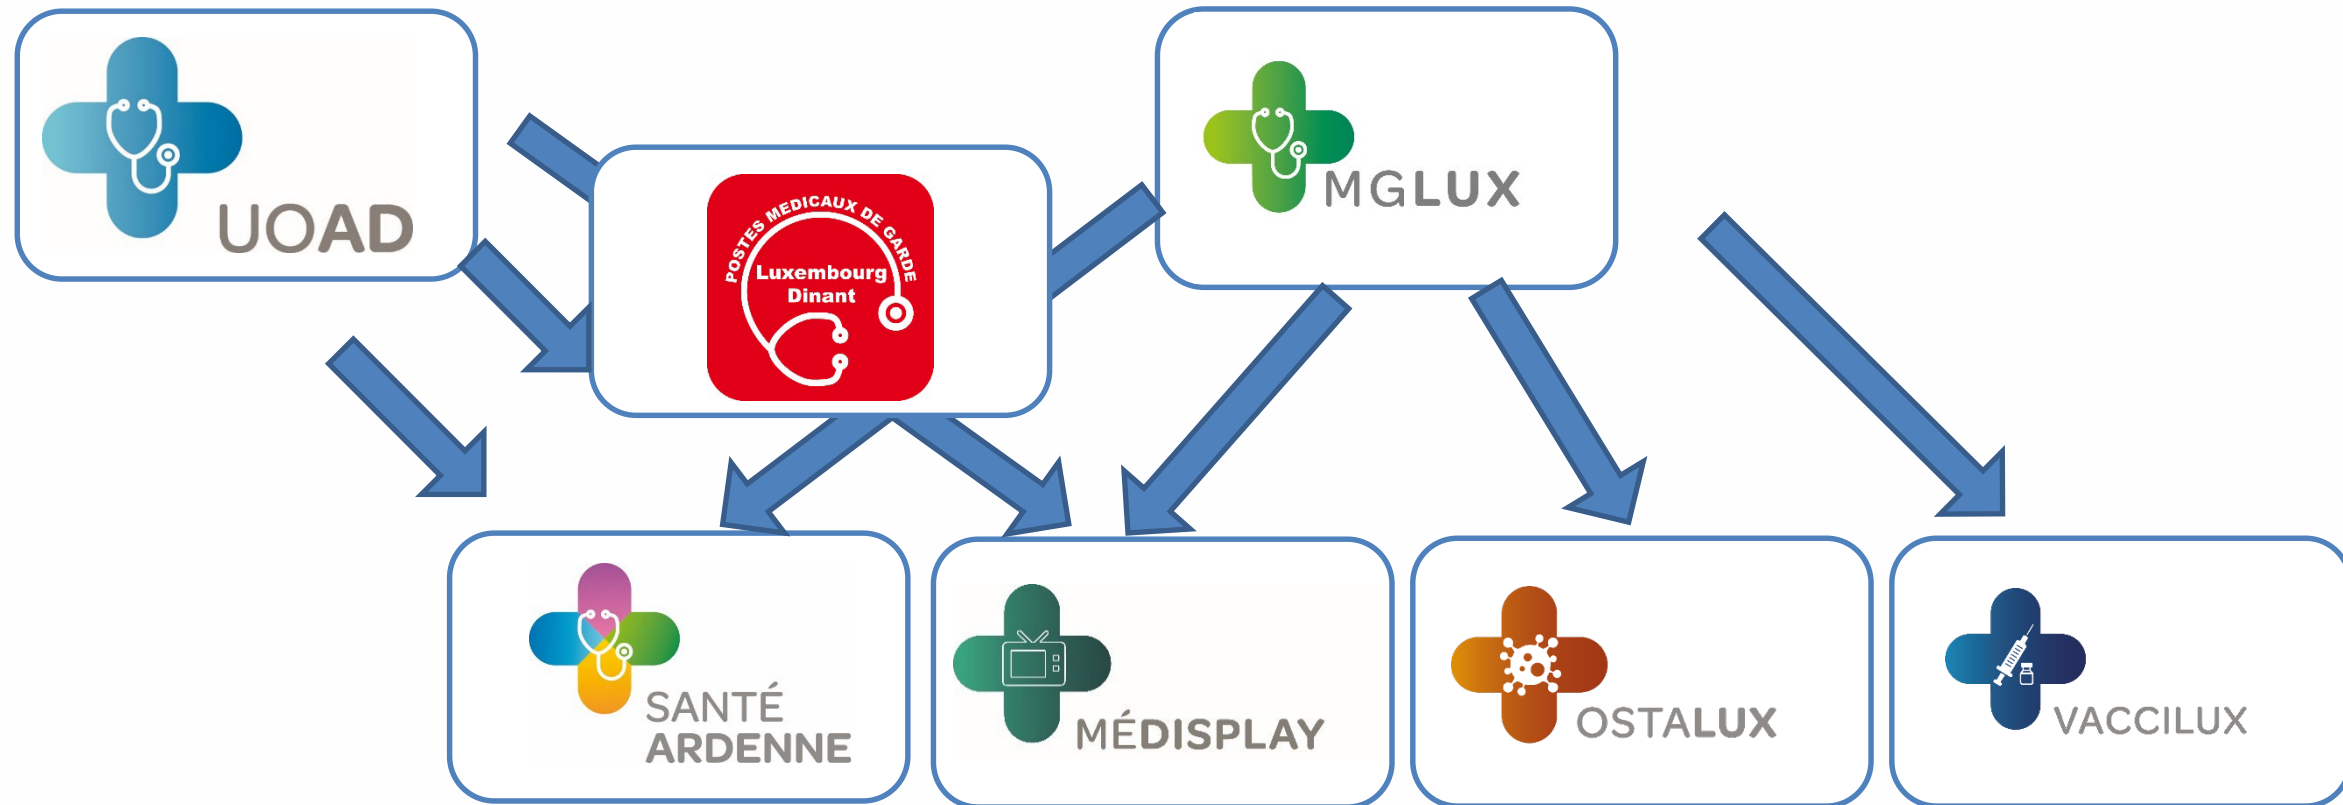 UOAD
POSTES MEDICAUX DE GARDE
Luxembourg
Dinant
MGLUX
SANTÉ
ARDENNE
MÉDISPLAY
OSTALUX
VACCILUX